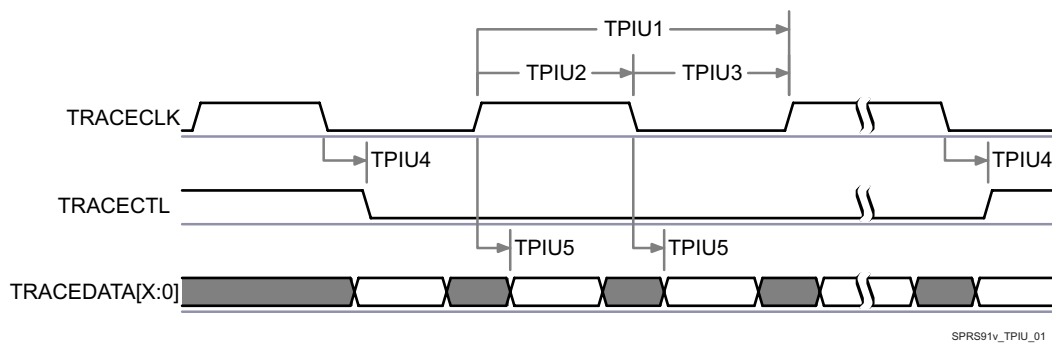 TPIU1
TPIU2 TPIU3
TRACECLK
TPIU4 TPIU4
TRACECTL
TPIU5 TPIU5
TRACEDATA[X:0]
SPRS91v_TPIU_01